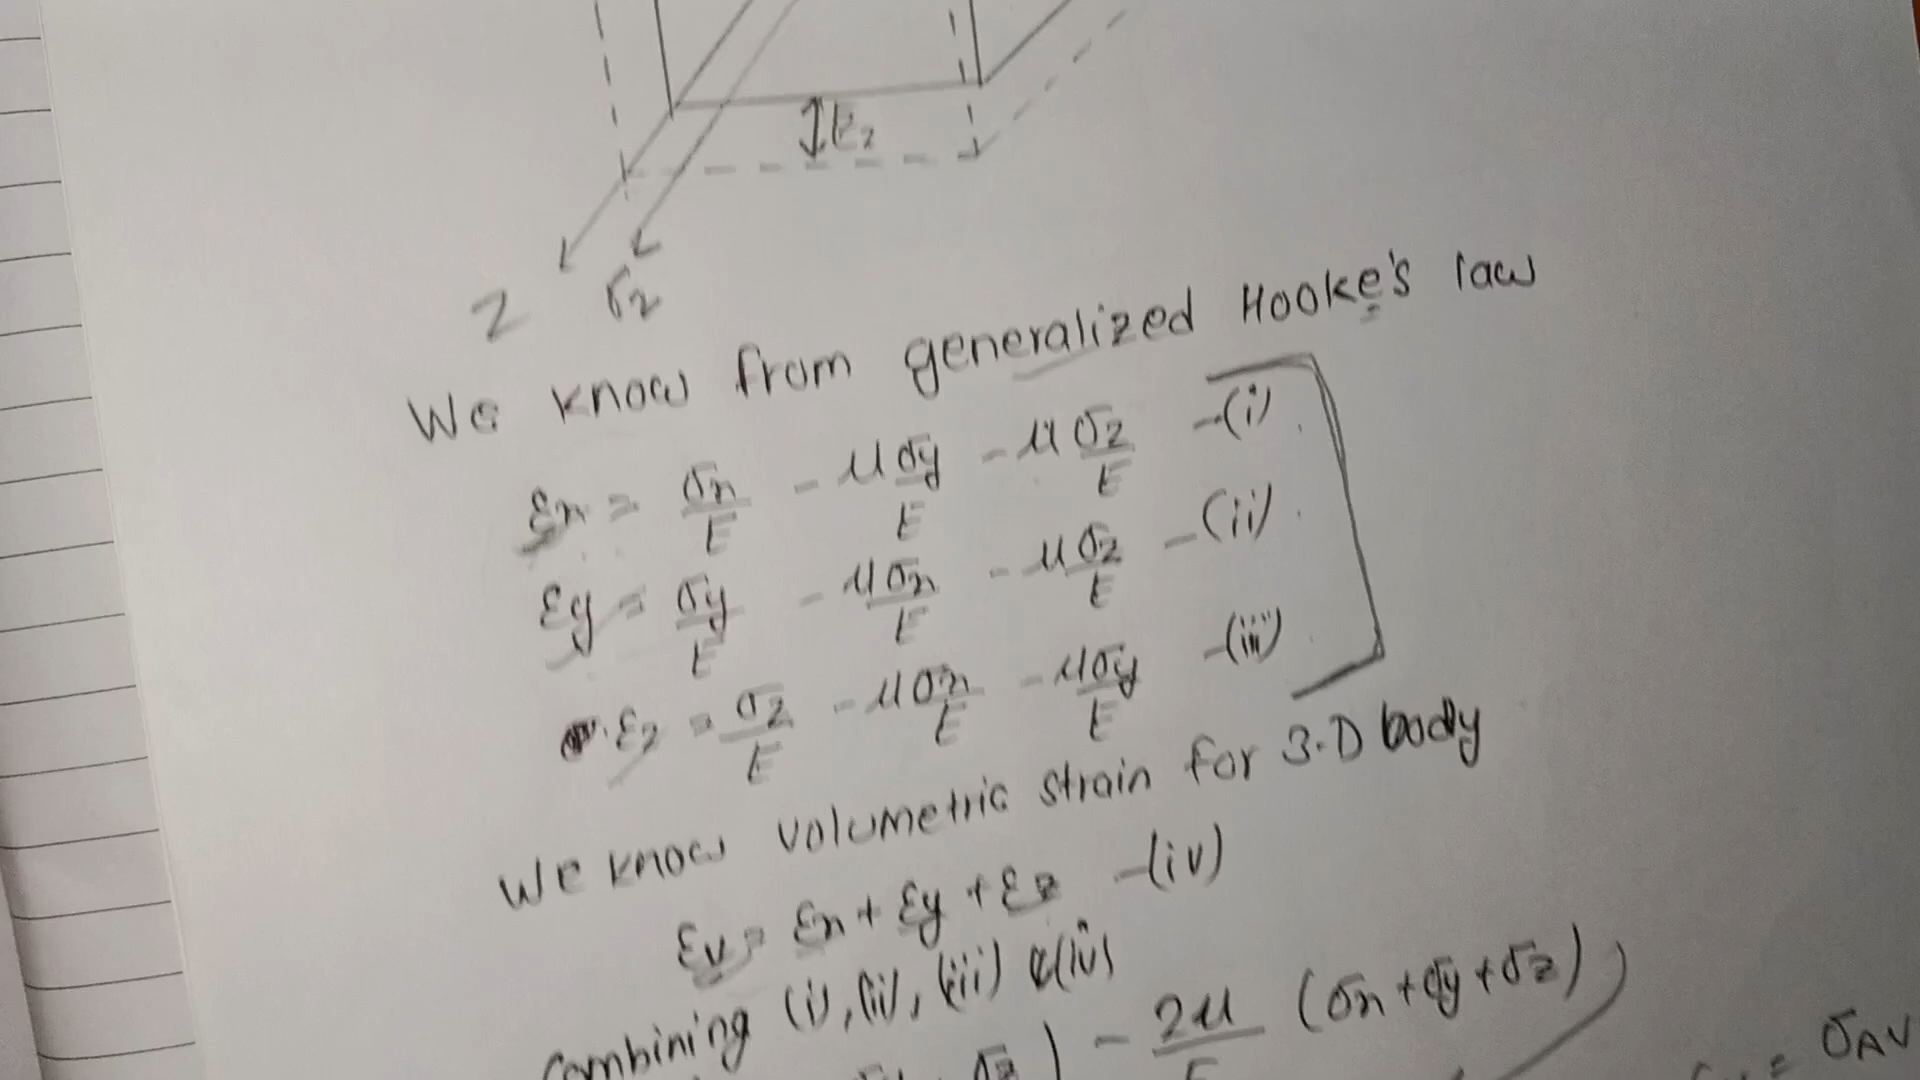 εz
Z σz
We know from generalized Hooke's law
εx = σx/E - μσy/E - μσz/E -(i)
εy = σy/E - μσx/E - μσz/E -(ii)
εz = σz/E - μσx/E - μσy/E -(iii)
We know volumetric strain for 3-D body
εv = εx + εy + εz -(iv)
combining (i), (ii), (iii) & (iv)
) - 2μ/E (σx + σy + σz)
= σAV